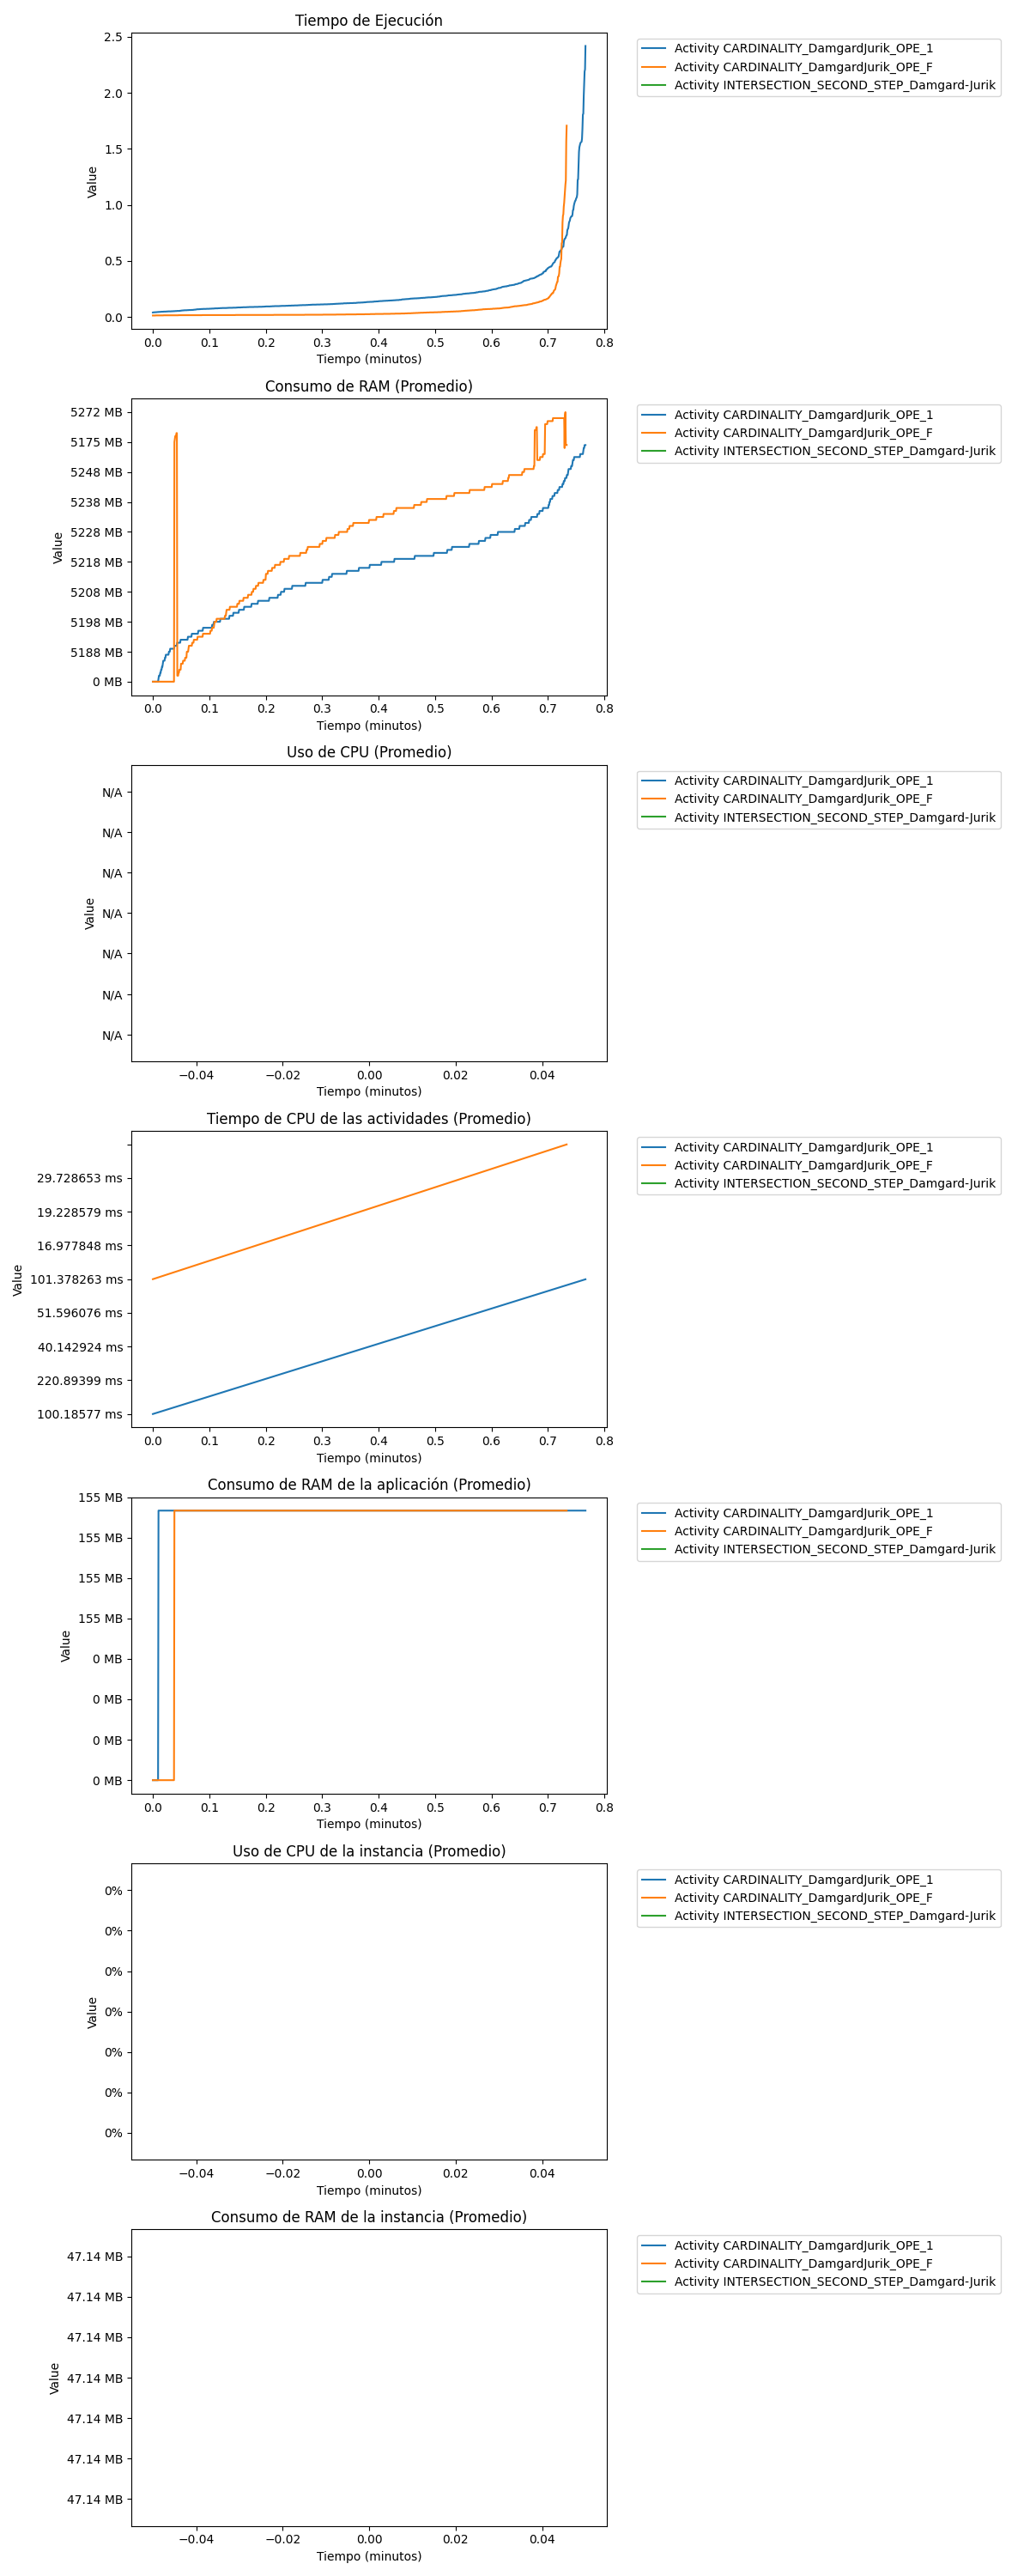 Tiempo de Ejecución
2.5
2.0
1.5
1.0
0.5
0.0
Value
0.0 0.1 0.2 0.3 0.4 0.5 0.6 0.7 0.8
Tiempo (minutos)
Activity CARDINALITY_DamgardJurik_OPE_1
Activity CARDINALITY_DamgardJurik_OPE_F
Activity INTERSECTION_SECOND_STEP_Damgard-Jurik
Consumo de RAM (Promedio)
5272 MB
5175 MB
5248 MB
5238 MB
5228 MB
5218 MB
5208 MB
5198 MB
5188 MB
0 MB
Value
0.0 0.1 0.2 0.3 0.4 0.5 0.6 0.7 0.8
Tiempo (minutos)
Activity CARDINALITY_DamgardJurik_OPE_1
Activity CARDINALITY_DamgardJurik_OPE_F
Activity INTERSECTION_SECOND_STEP_Damgard-Jurik
Uso de CPU (Promedio)
N/A
N/A
N/A
N/A
N/A
N/A
N/A
Value
−0.04 −0.02 0.00 0.02 0.04
Tiempo (minutos)
Activity CARDINALITY_DamgardJurik_OPE_1
Activity CARDINALITY_DamgardJurik_OPE_F
Activity INTERSECTION_SECOND_STEP_Damgard-Jurik
Tiempo de CPU de las actividades (Promedio)
29.728653 ms
19.228579 ms
16.977848 ms
101.378263 ms
51.596076 ms
40.142924 ms
220.89399 ms
100.18577 ms
Value
0.0 0.1 0.2 0.3 0.4 0.5 0.6 0.7 0.8
Tiempo (minutos)
Activity CARDINALITY_DamgardJurik_OPE_1
Activity CARDINALITY_DamgardJurik_OPE_F
Activity INTERSECTION_SECOND_STEP_Damgard-Jurik
Consumo de RAM de la aplicación (Promedio)
155 MB
155 MB
155 MB
155 MB
0 MB
0 MB
0 MB
0 MB
Value
0.0 0.1 0.2 0.3 0.4 0.5 0.6 0.7 0.8
Tiempo (minutos)
Activity CARDINALITY_DamgardJurik_OPE_1
Activity CARDINALITY_DamgardJurik_OPE_F
Activity INTERSECTION_SECOND_STEP_Damgard-Jurik
Uso de CPU de la instancia (Promedio)
0%
0%
0%
0%
0%
0%
0%
Value
−0.04 −0.02 0.00 0.02 0.04
Tiempo (minutos)
Activity CARDINALITY_DamgardJurik_OPE_1
Activity CARDINALITY_DamgardJurik_OPE_F
Activity INTERSECTION_SECOND_STEP_Damgard-Jurik
Consumo de RAM de la instancia (Promedio)
47.14 MB
47.14 MB
47.14 MB
47.14 MB
47.14 MB
47.14 MB
47.14 MB
Value
−0.04 −0.02 0.00 0.02 0.04
Tiempo (minutos)
Activity CARDINALITY_DamgardJurik_OPE_1
Activity CARDINALITY_DamgardJurik_OPE_F
Activity INTERSECTION_SECOND_STEP_Damgard-Jurik